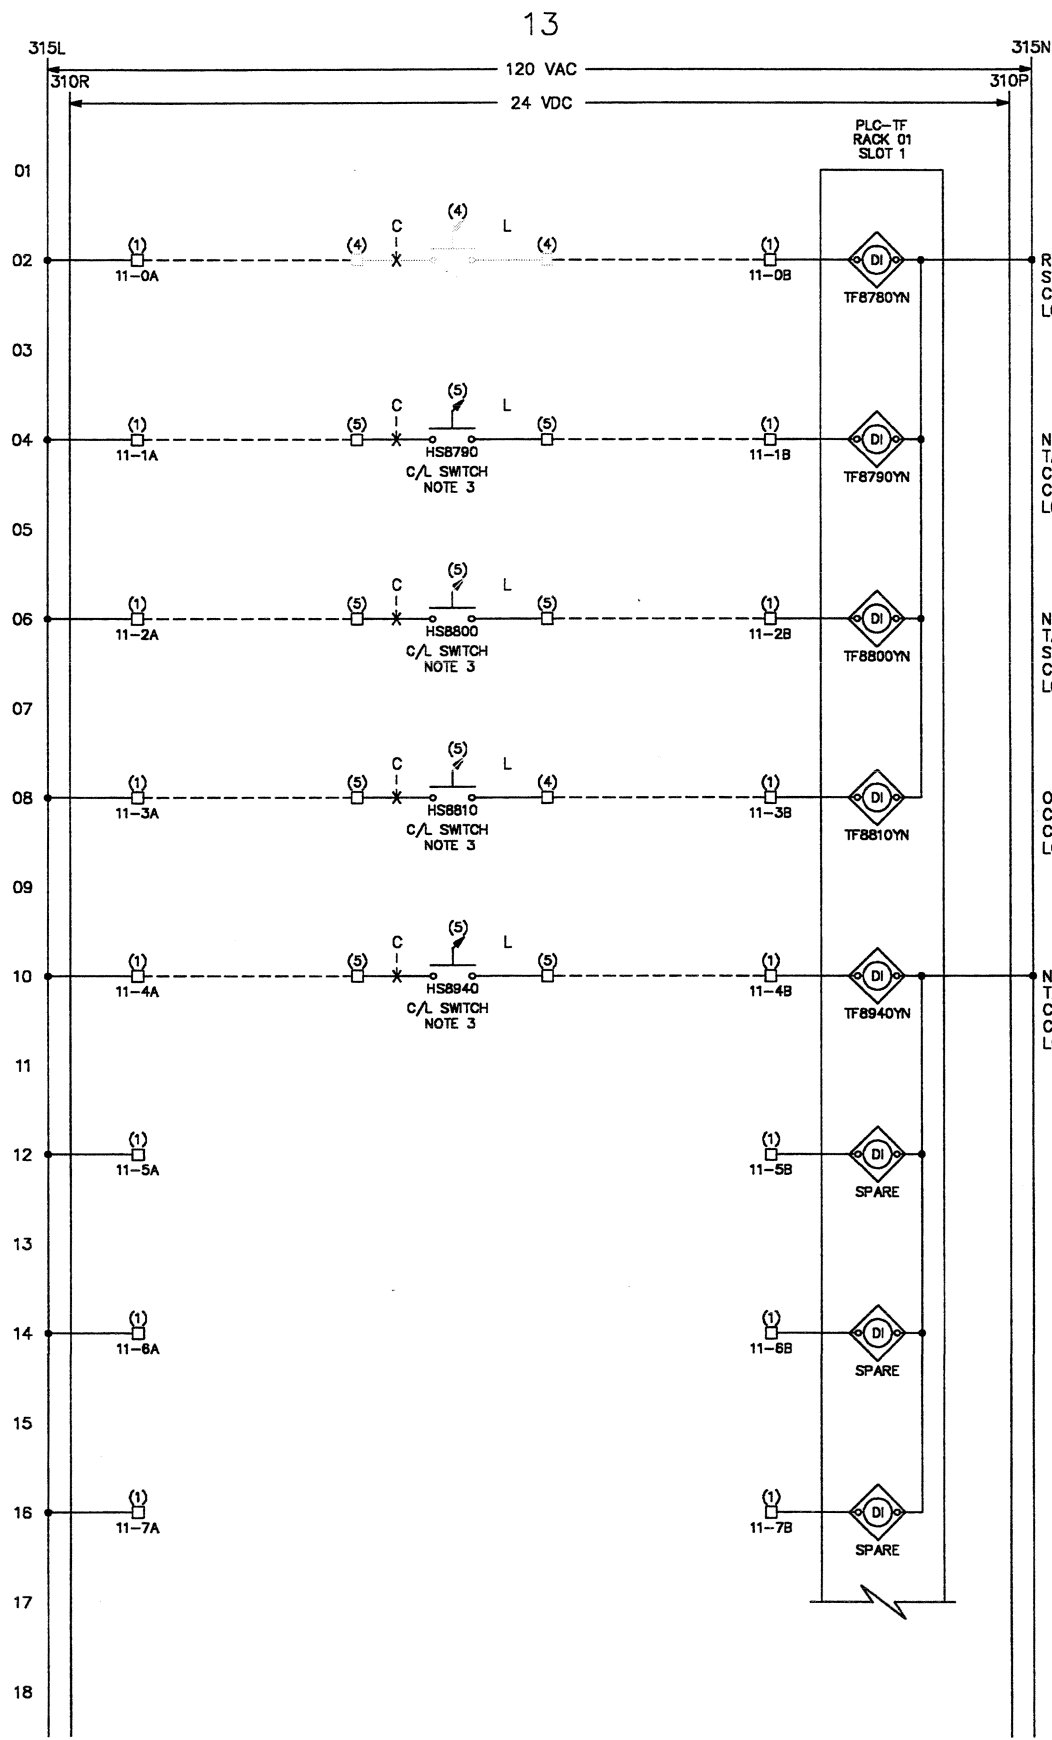 13
315L 315N
120 VAC
310R 310P
24 VDC
PLC-TF
RACK 01
SLOT 1
01
(4)
C L
(1) (4) (4) (1)
02 DI R
11-0A 11-0B S
TF8780YN C
03
(5)
C L
(1) (5) (5) (1)
04 DI N
11-1A HS8790 11-1B
C/L SWITCH TF8790YN C
NOTE 3 C
05
(5)
C L
(1) (5) (5) (1)
06 DI N
11-2A HS8800 11-2B
C/L SWITCH TF8800YN S
NOTE 3 C
07
(5)
C L
(1) (5) (4) (1)
08 DI O
11-3A HS8810 11-3B C
C/L SWITCH TF8810YN C
NOTE 3
09
(5)
C L
(1) (5) (5) (1)
10 DI N
11-4A HS8940 11-4B T
C/L SWITCH TF8940YN C
NOTE 3 C
11
(1) (1)
12 DI
11-5A 11-5B
SPARE
13
(1) (1)
14 DI
11-6A 11-6B
SPARE
15
(1) (1)
16 DI
11-7A 11-7B
SPARE
17
18